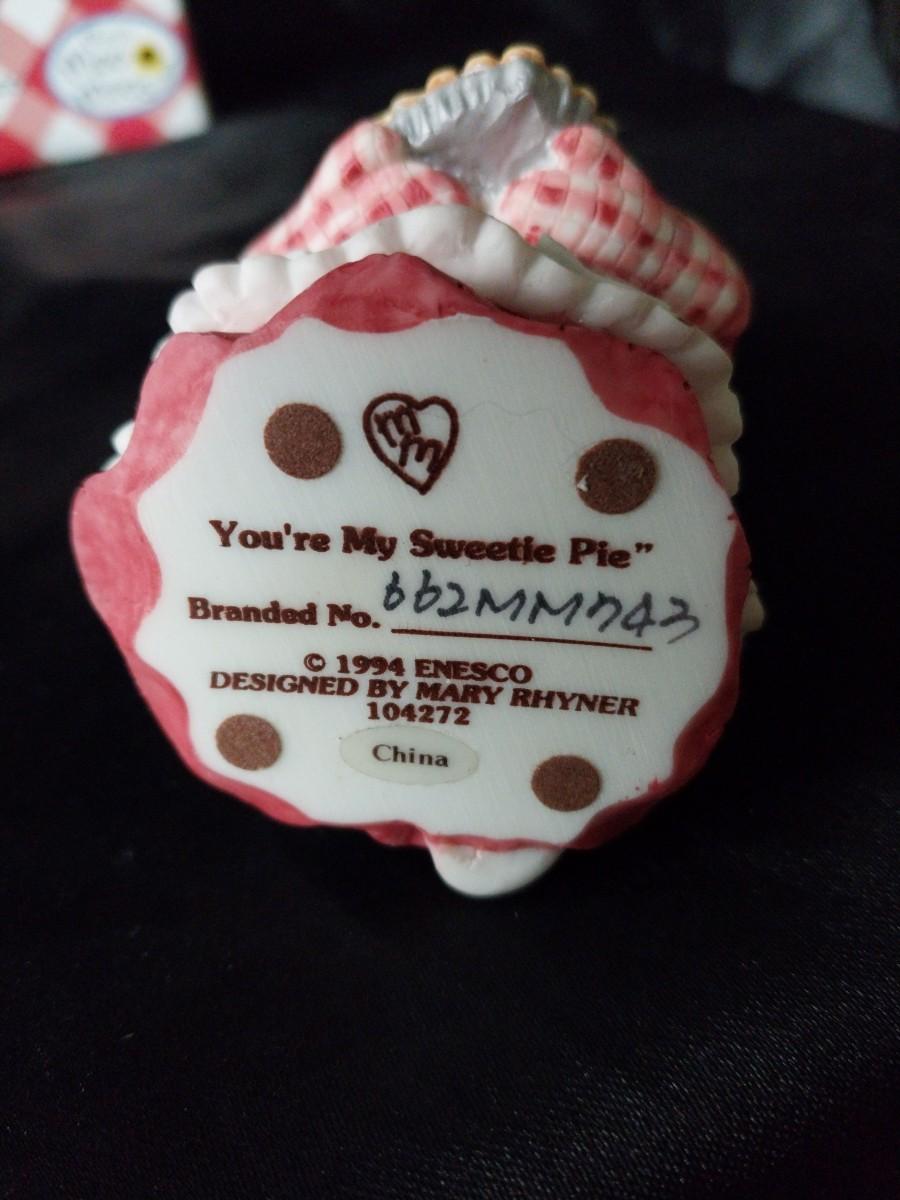 mm
You're My Sweetie Pie"
Branded No. 662MM743
© 1994 ENESCO
DESIGNED BY MARY RHYNER
104272
China